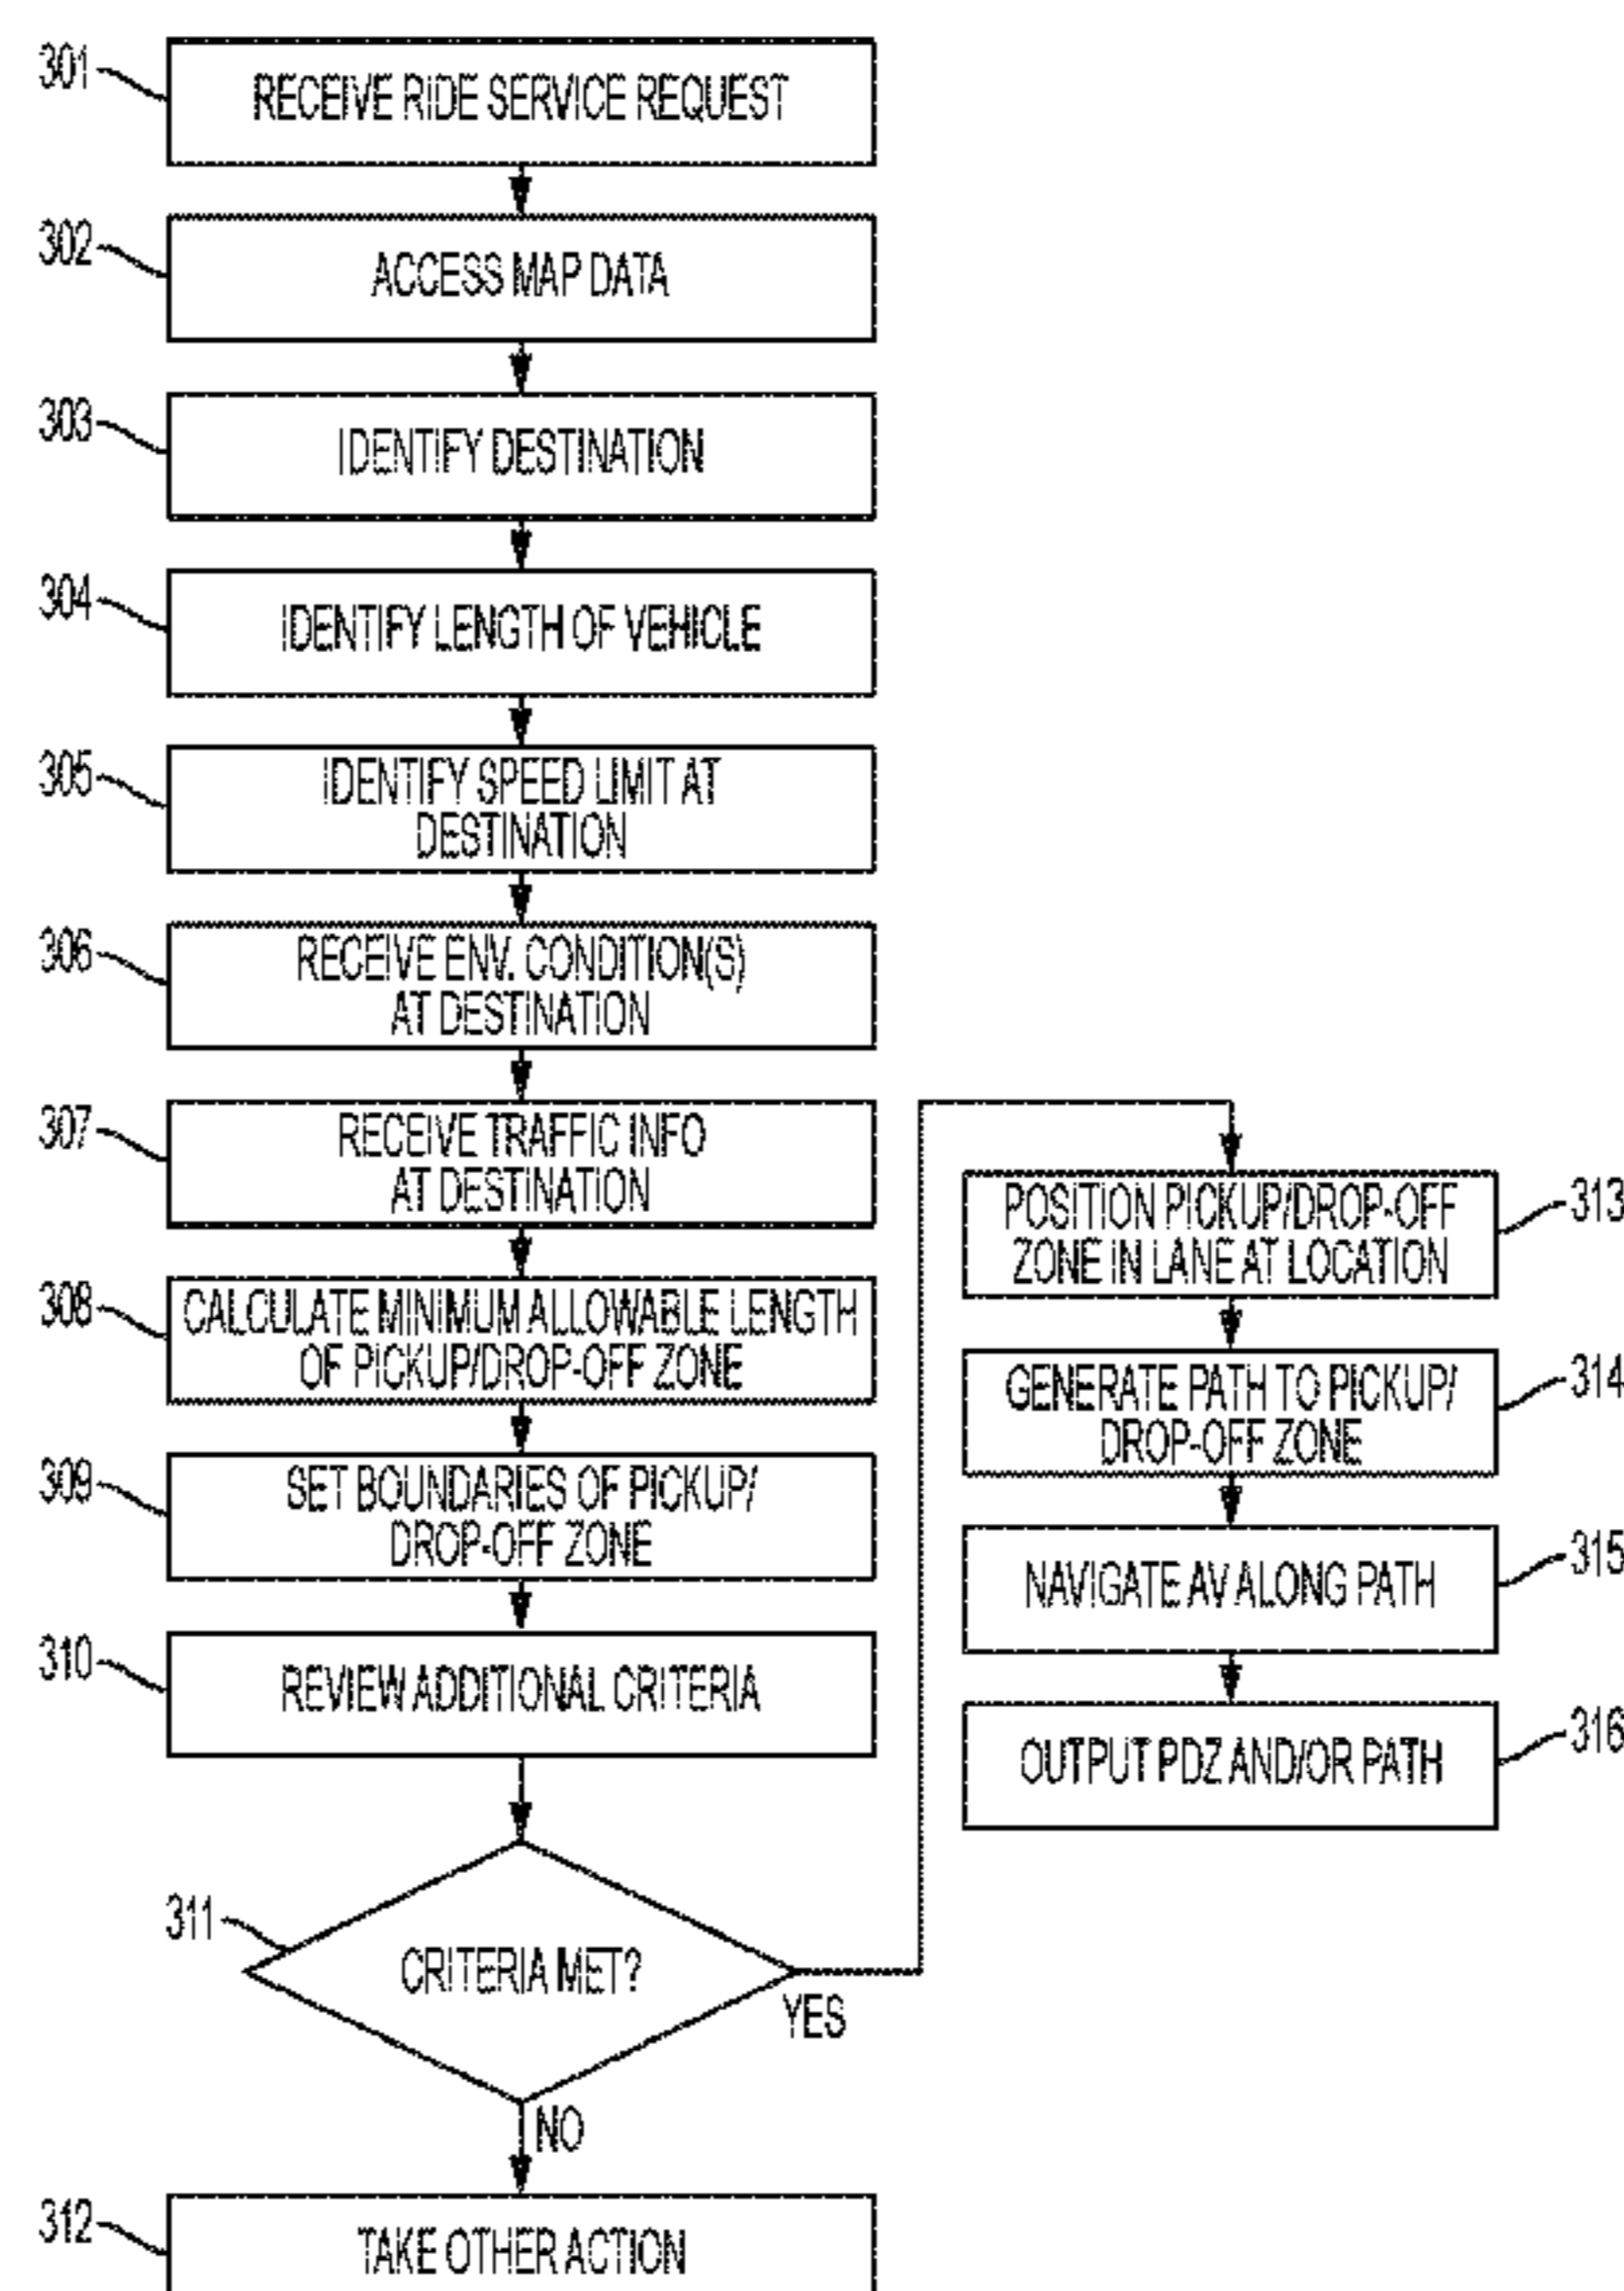 301
RECEIVE RIDE SERVICE REQUEST
302
ACCESS MAP DATA
303
IDENTIFY DESTINATION
304
IDENTIFY LENGTH OF VEHICLE
305
IDENTIFY SPEED LIMIT AT
DESTINATION
306
RECEIVE ENV. CONDITION(S)
AT DESTINATION
307
RECEIVE TRAFFIC INFO
AT DESTINATION
308
CALCULATE MINIMUM ALLOWABLE LENGTH
OF PICKUP/DROP-OFF ZONE
309
SET BOUNDARIES OF PICKUP/
DROP-OFF ZONE
310
REVIEW ADDITIONAL CRITERIA
311
CRITERIA MET?
YES
NO
312
TAKE OTHER ACTION
POSITION PICKUP/DROP-OFF
ZONE IN LANE AT LOCATION
313
GENERATE PATH TO PICKUP/
DROP-OFF ZONE
314
NAVIGATE AV ALONG PATH
315
OUTPUT PDZ AND/OR PATH
316